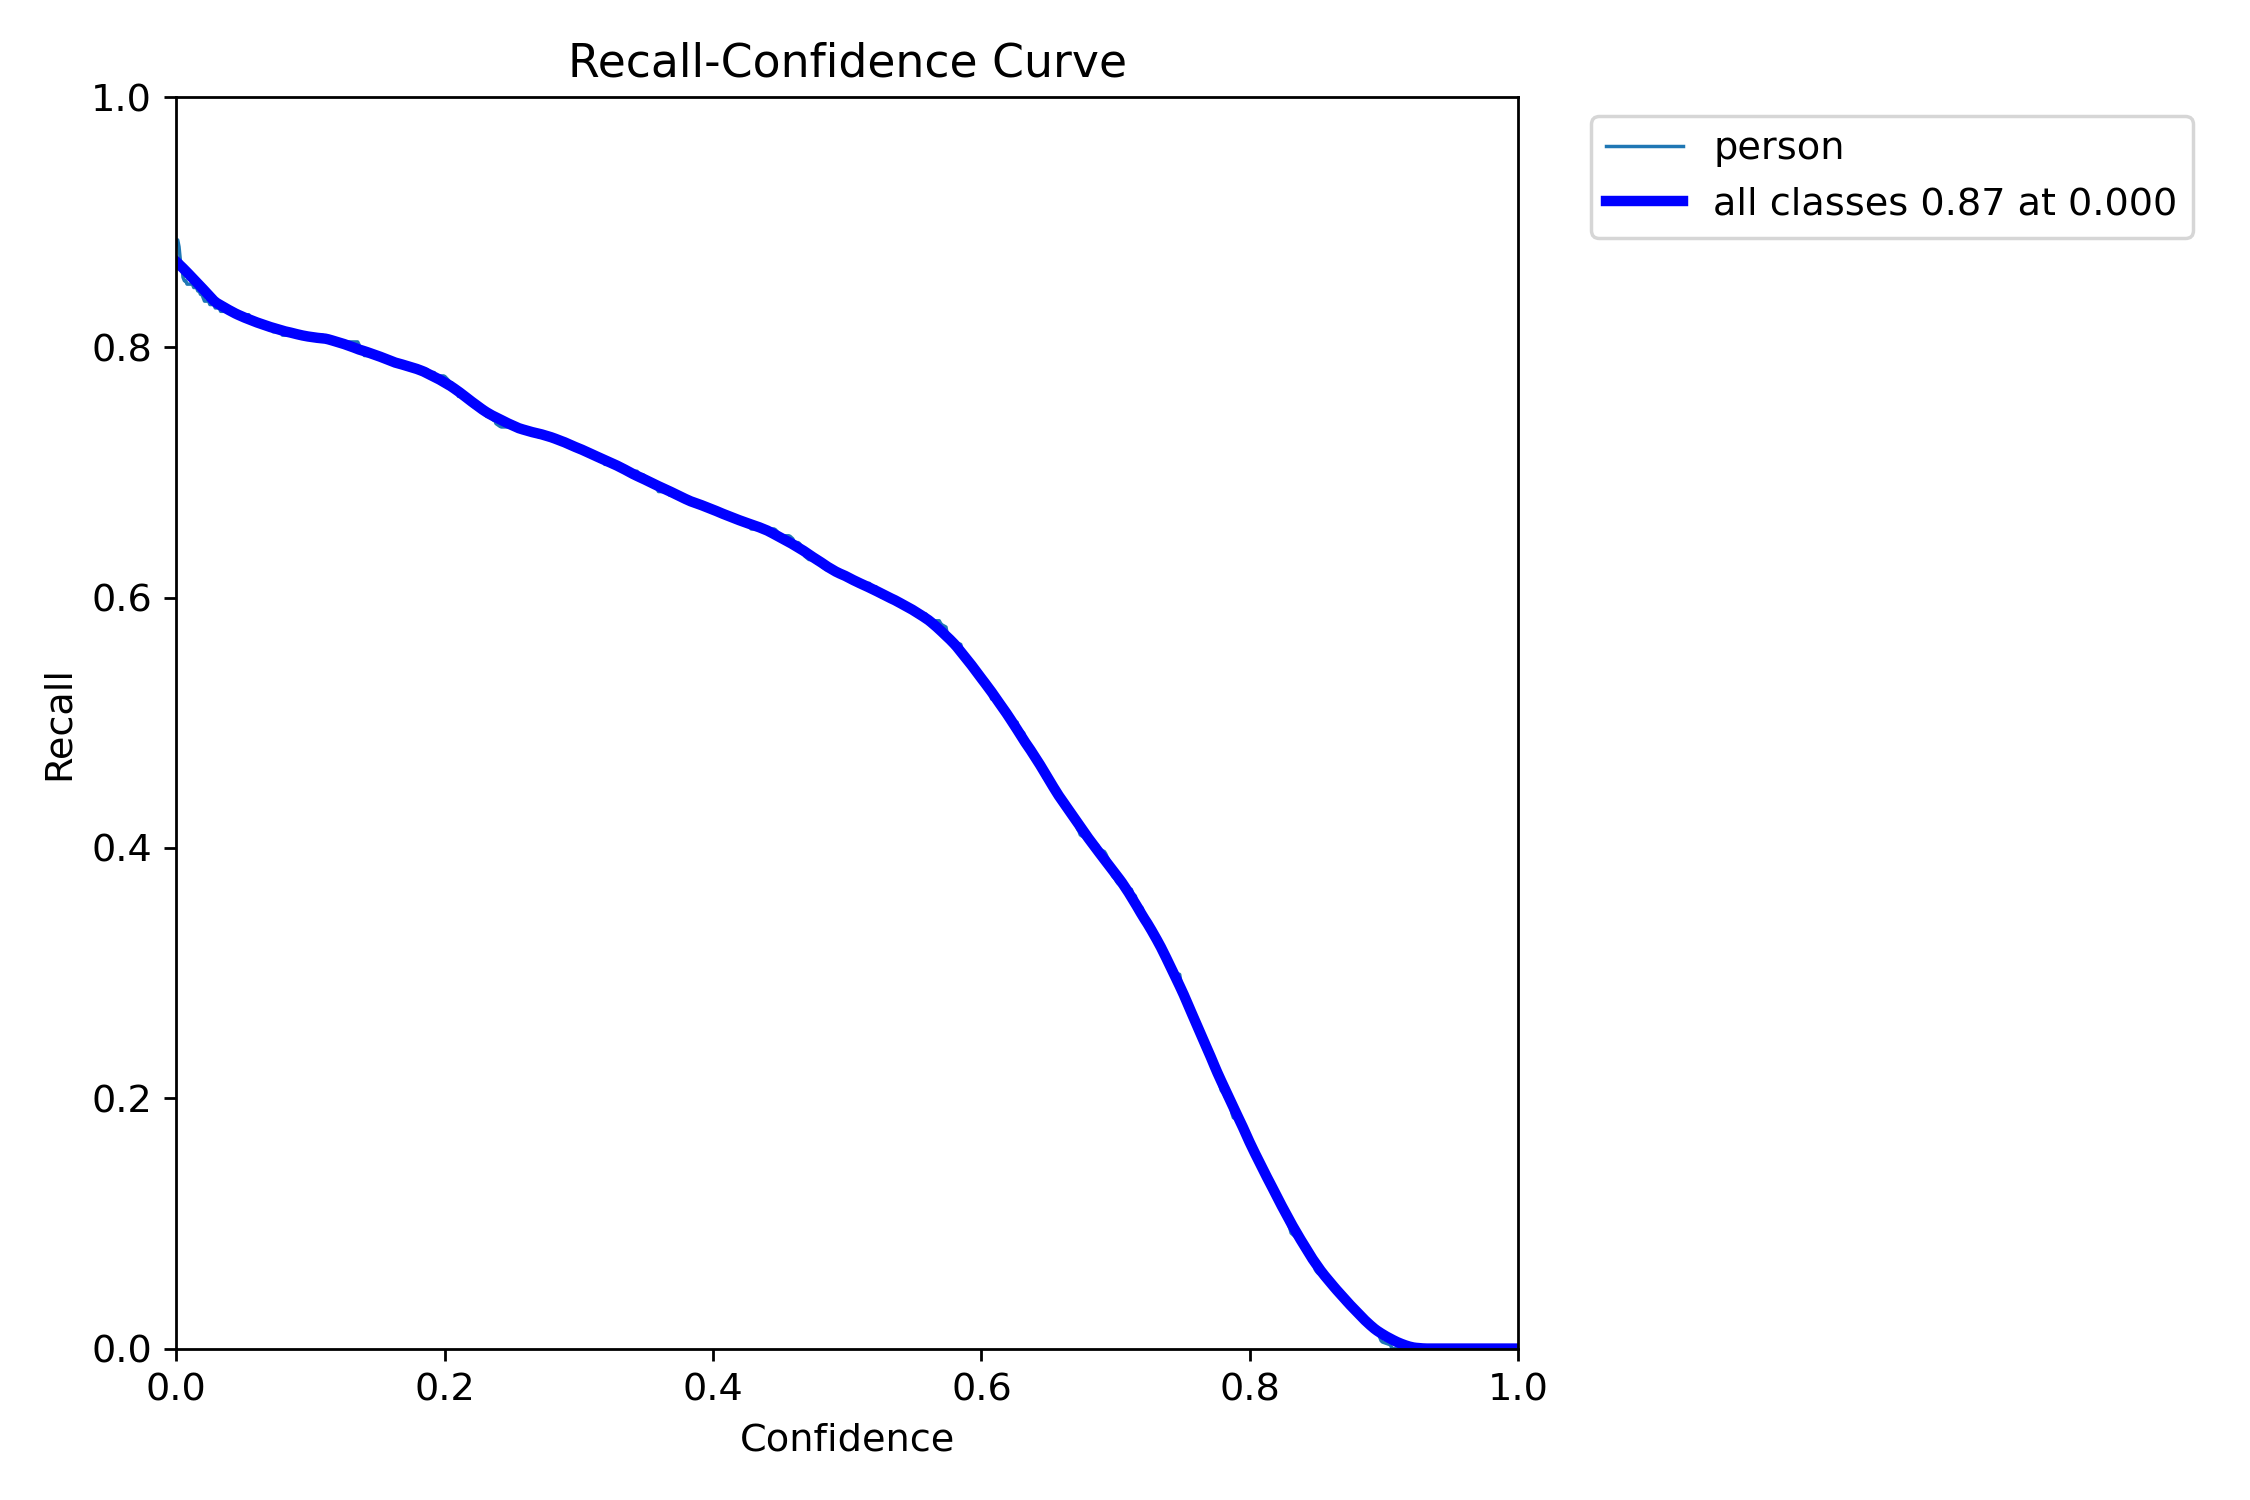 Recall-Confidence Curve
person
all classes 0.87 at 0.000
1.0
0.8
0.6
0.4
0.2
0.0
Recall
0.0 0.2 0.4 0.6 0.8 1.0
Confidence